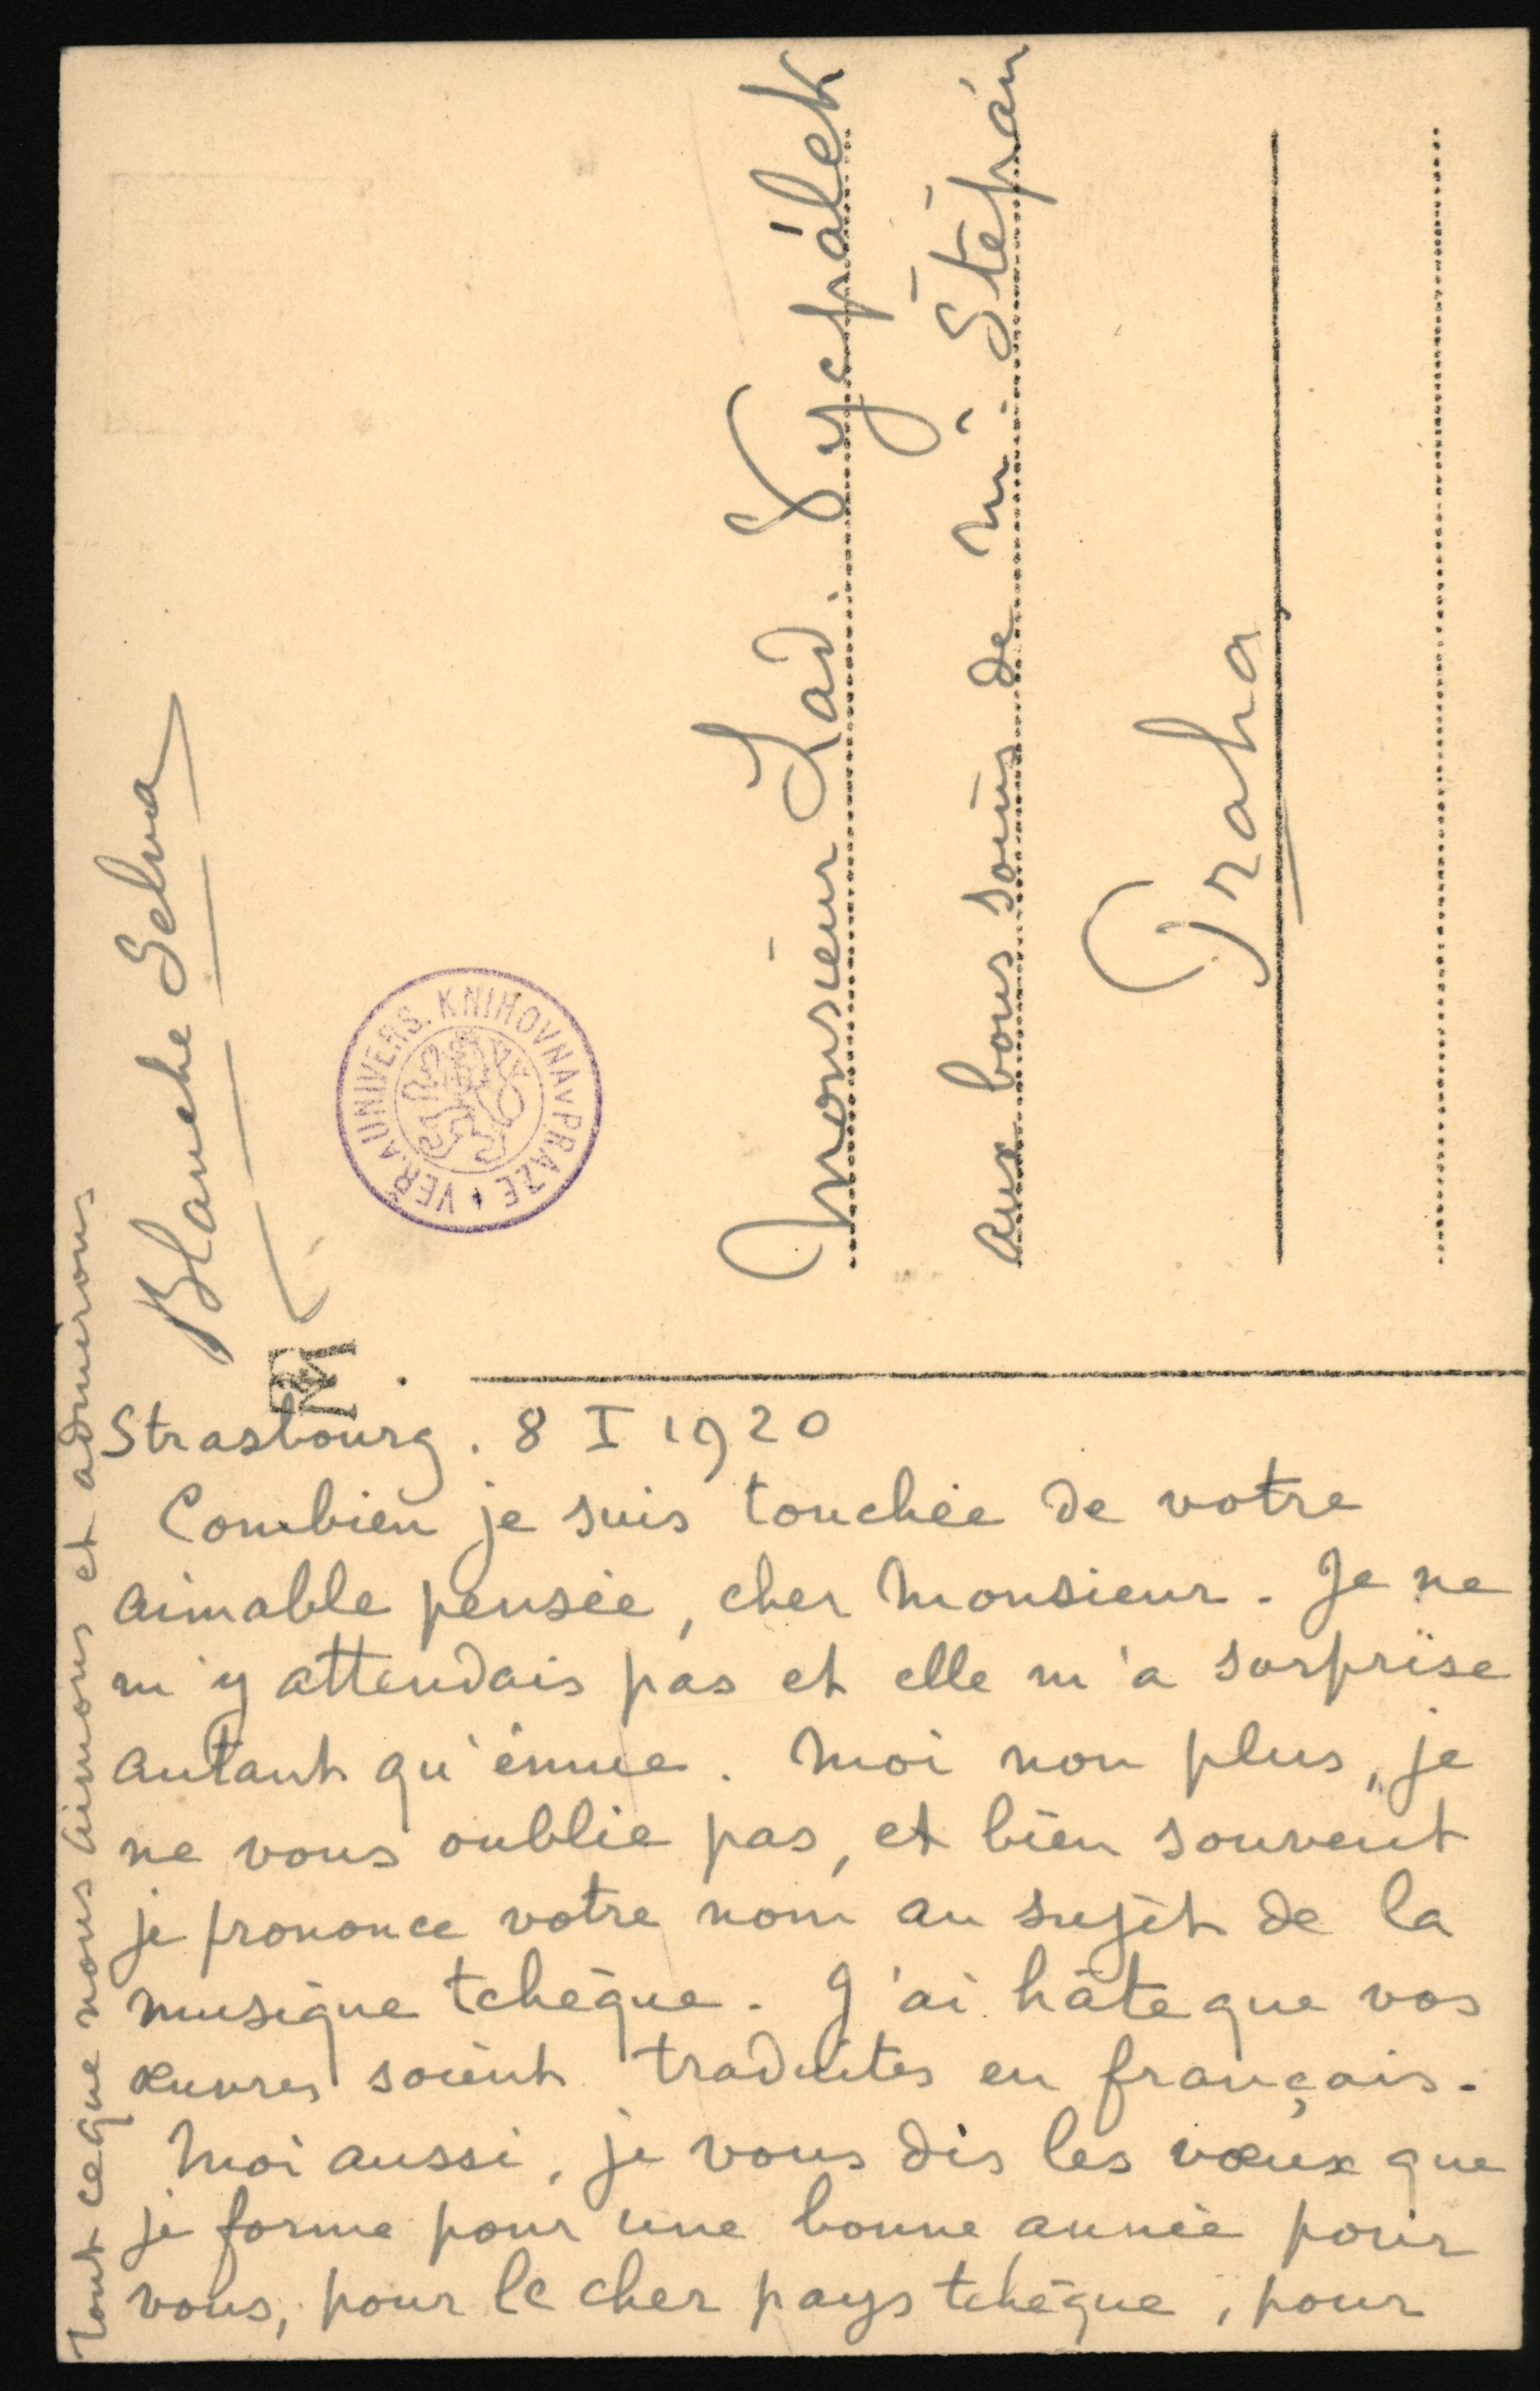 Strasbourg. 8 I 1920
Combien je suis touchée de votre
aimable pensée, cher Monsieur. Je ne
m'y attendais pas et elle m'a surprise
autant qu'émue. Moi non plus, je
ne vous oublie pas, et bien souvent
je prononce votre nom au sujet de la
musique tchèque. J'ai hâte que vos
œuvres soient traduites en français.
Moi aussi, je vous dis les vœux que
je forme pour une bonne année pour
vous, pour le cher pays tchèque, pour
tout ce que nous aimons et admirons
Blanche Selva
Monsieur Lad. Vycpálek
aux bons soins de Mr. Štěpán
Praha
VEŘ. A UNIVERS. KNIHOVNA V PRAZE